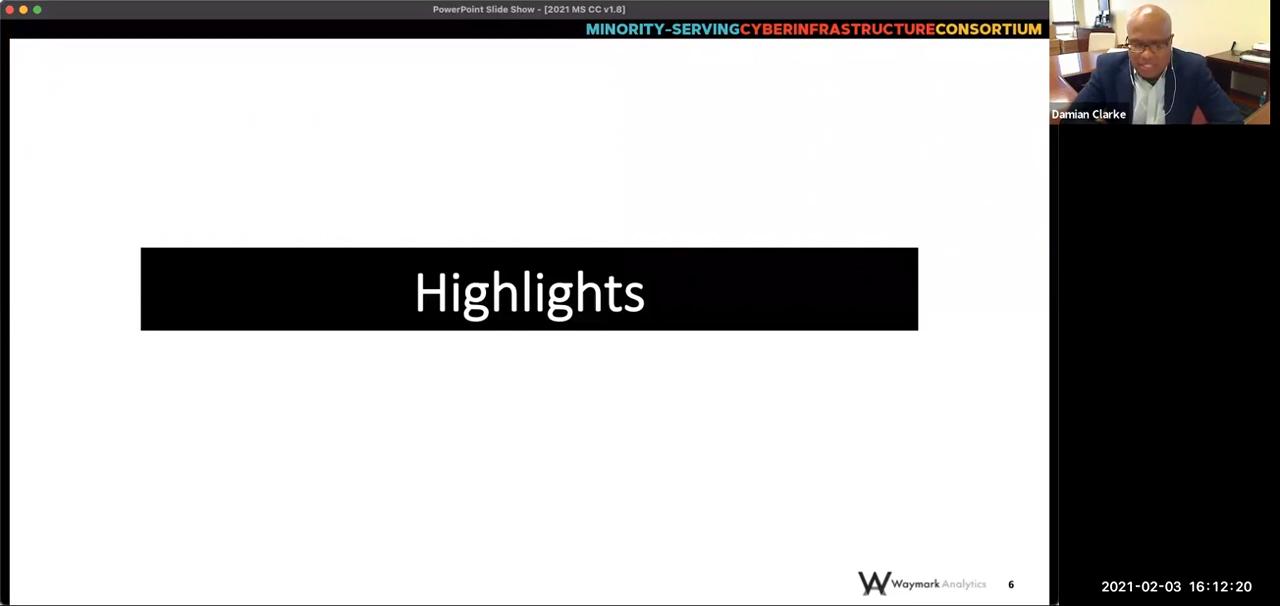 PowerPoint Slide Show - [2021 MS CC v1.8]
MINORITY-SERVINGCYBERINFRASTRUCTURECONSORTIUM
Damian Clarke
Highlights
Waymark Analytics
6
2021-02-03 16:12:20